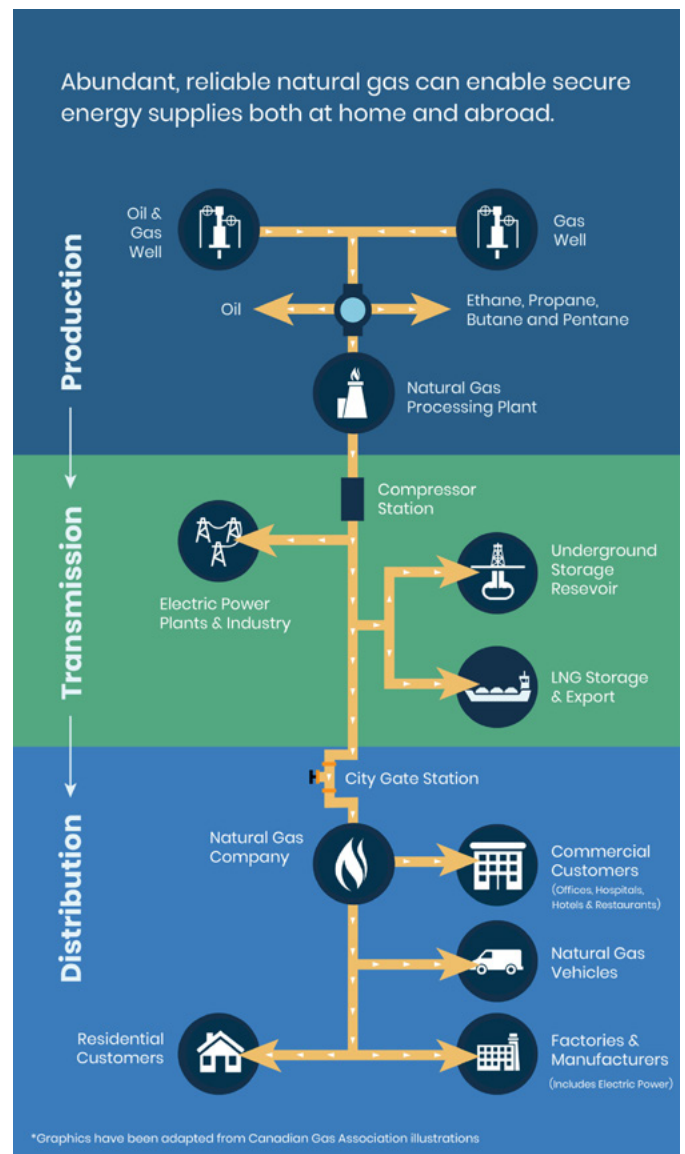 Abundant, reliable natural gas can enable secure
energy supplies both at home and abroad.
Production
Oil &
Gas
Well
Gas
Well
Oil
Ethane, Propane,
Butane and Pentane
Natural Gas
Processing Plant
Transmission
Compressor
Station
Electric Power
Plants & Industry
Underground
Storage
Resevoir
LNG Storage
& Export
Distribution
City Gate Station
Natural Gas
Company
Commercial
Customers
(Offices, Hospitals,
Hotels & Restaurants)
Natural Gas
Vehicles
Residential
Customers
Factories &
Manufacturers
(Includes Electric Power)
*Graphics have been adapted from Canadian Gas Association illustrations